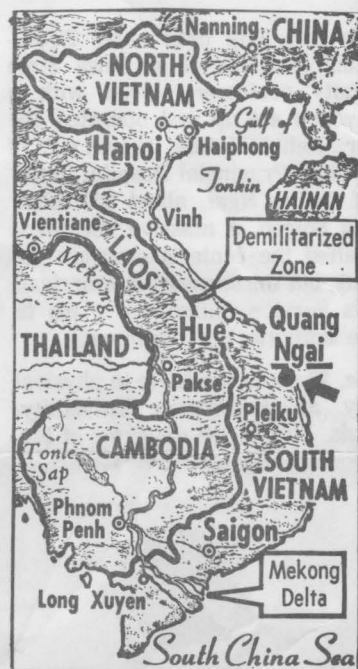 Nanning
CHINA
NORTH
VIETNAM
Gulf of
Hanoi
Haiphong
Tonkin
HAINAN
Vientiane
Vinh
Demilitarized
Zone
LAOS
Mekong
Hue
Quang
Ngai
THAILAND
Pakse
Pleiku
CAMBODIA
Tonle
Sap
SOUTH
VIETNAM
Phnom
Penh
Saigon
Long Xuyen
Mekong
Delta
South China Sea